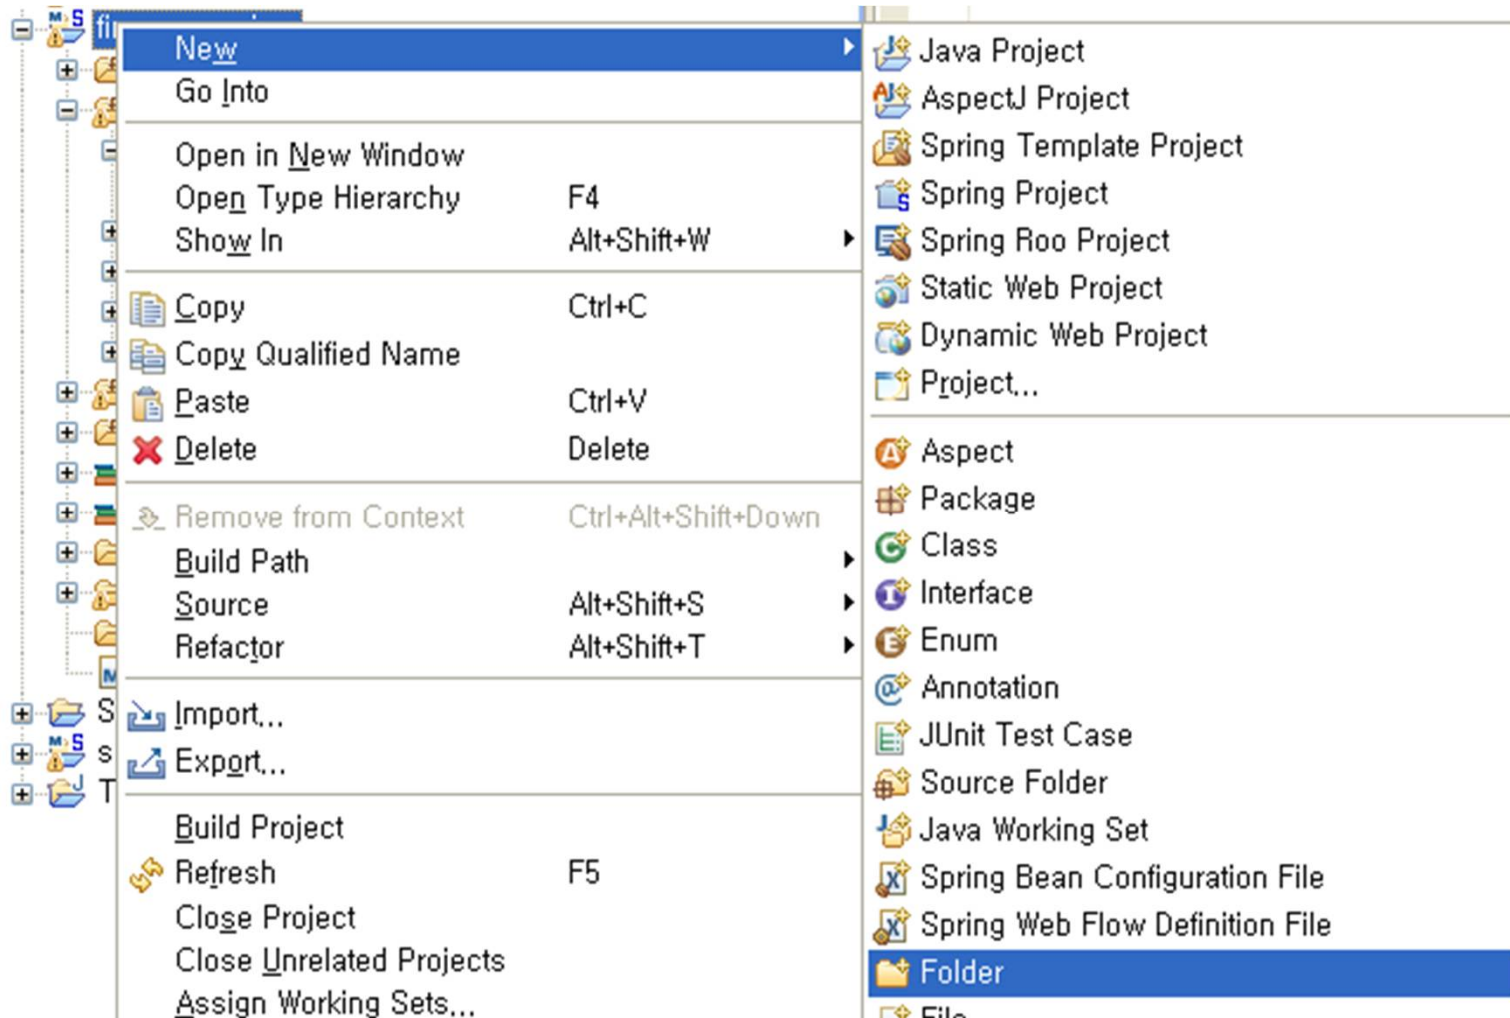 New
Go Into
Open in New Window
Open Type Hierarchy F4
Show In Alt+Shift+W
Copy Ctrl+C
Copy Qualified Name
Paste Ctrl+V
Delete Delete
Remove from Context Ctrl+Alt+Shift+Down
Build Path
Source Alt+Shift+S
Refactor Alt+Shift+T
Import...
Export...
Build Project
Refresh F5
Close Project
Close Unrelated Projects
Assign Working Sets...
Java Project
AspectJ Project
Spring Template Project
Spring Project
Spring Roo Project
Static Web Project
Dynamic Web Project
Project...
Aspect
Package
Class
Interface
Enum
Annotation
JUnit Test Case
Source Folder
Java Working Set
Spring Bean Configuration File
Spring Web Flow Definition File
Folder
File